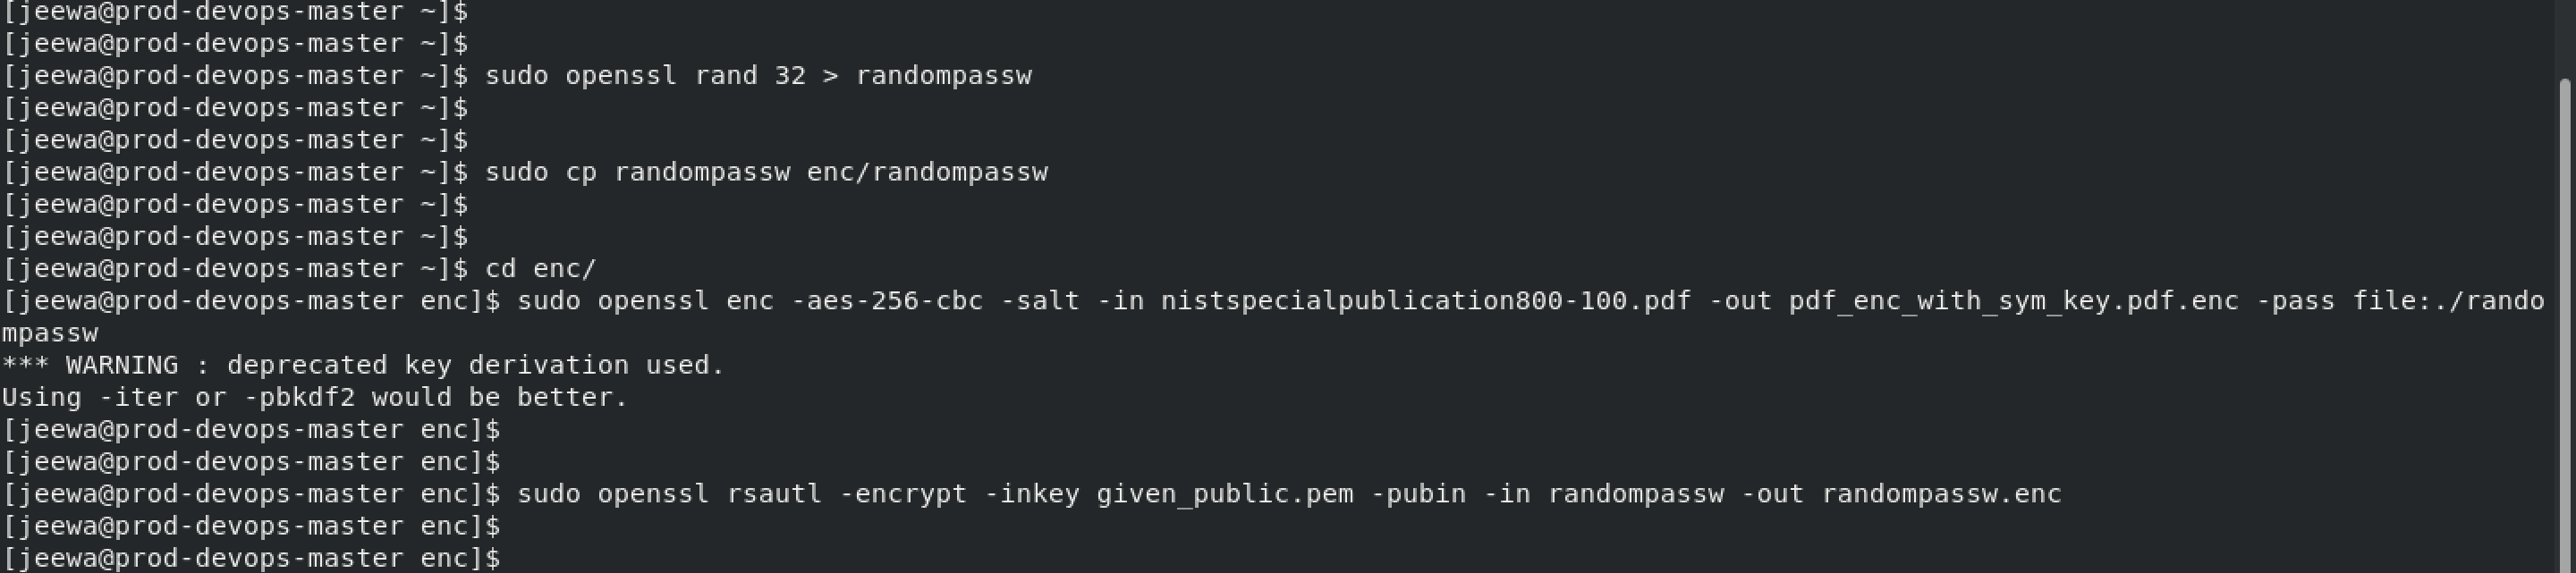 [jeewa@prod-devops-master ~]$
[jeewa@prod-devops-master ~]$
[jeewa@prod-devops-master ~]$ sudo openssl rand 32 > randompassw
[jeewa@prod-devops-master ~]$
[jeewa@prod-devops-master ~]$
[jeewa@prod-devops-master ~]$ sudo cp randompassw enc/randompassw
[jeewa@prod-devops-master ~]$
[jeewa@prod-devops-master ~]$
[jeewa@prod-devops-master ~]$ cd enc/
[jeewa@prod-devops-master enc]$ sudo openssl enc -aes-256-cbc -salt -in nistspecialpublication800-100.pdf -out pdf_enc_with_sym_key.pdf.enc -pass file:./rando
mpassw
*** WARNING : deprecated key derivation used.
Using -iter or -pbkdf2 would be better.
[jeewa@prod-devops-master enc]$
[jeewa@prod-devops-master enc]$
[jeewa@prod-devops-master enc]$ sudo openssl rsautl -encrypt -inkey given_public.pem -pubin -in randompassw -out randompassw.enc
[jeewa@prod-devops-master enc]$
[jeewa@prod-devops-master enc]$